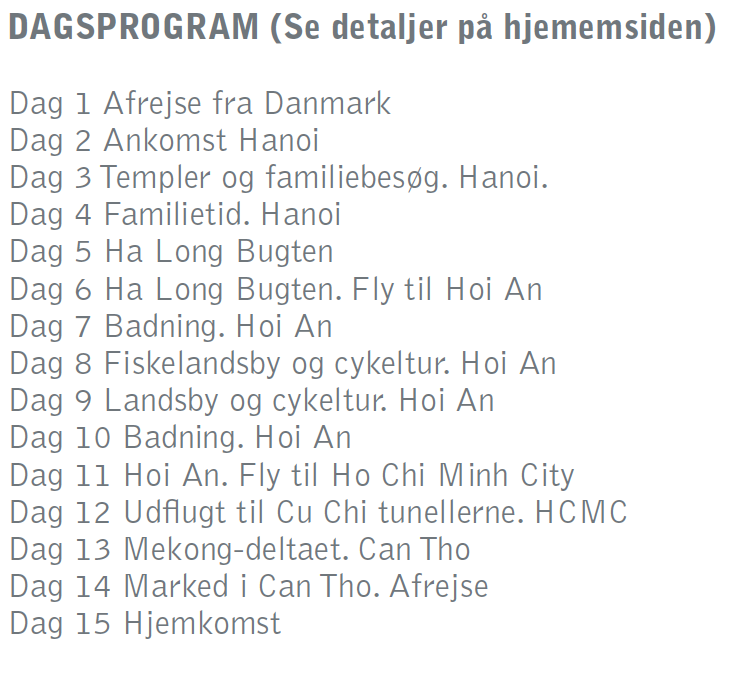 DAGSPROGRAM (Se detaljer på hjememsiden)
Dag 1 Afrejse fra Danmark
Dag 2 Ankomst Hanoi
Dag 3 Templer og familiebesøg. Hanoi.
Dag 4 Familietid. Hanoi
Dag 5 Ha Long Bugten
Dag 6 Ha Long Bugten. Fly til Hoi An
Dag 7 Badning. Hoi An
Dag 8 Fiskelandsby og cykeltur. Hoi An
Dag 9 Landsby og cykeltur. Hoi An
Dag 10 Badning. Hoi An
Dag 11 Hoi An. Fly til Ho Chi Minh City
Dag 12 Udflugt til Cu Chi tunellerne. HCMC
Dag 13 Mekong-deltaet. Can Tho
Dag 14 Marked i Can Tho. Afrejse
Dag 15 Hjemkomst